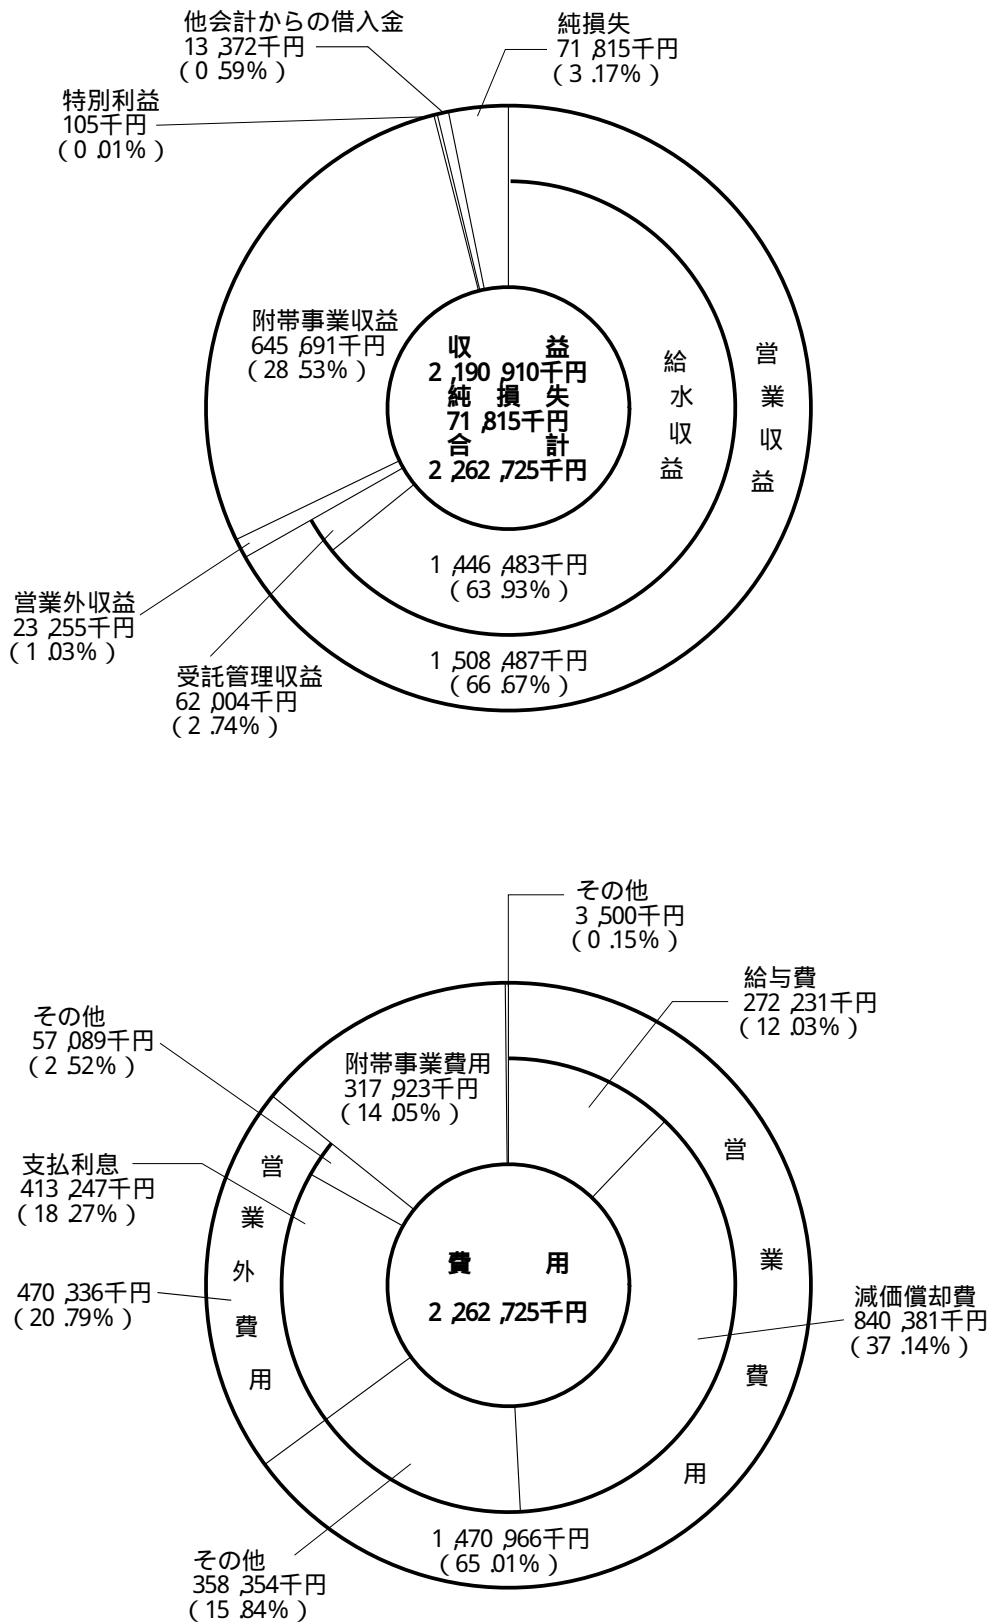 他会計からの借入金
13,372千円
(0.59%)
純損失
71,815千円
(3.17%)
特別利益
105千円
(0.01%)
附帯事業収益
645,691千円
(28.53%)
収益
2,190,910千円
純損失
71,815千円
合計
2,262,725千円
給水収益
営業収益
1,446,483千円
(63.93%)
営業外収益
23,255千円
(1.03%)
受託管理収益
62,004千円
(2.74%)
1,508,487千円
(66.67%)
その他
3,500千円
(0.15%)
給与費
272,231千円
(12.03%)
その他
57,089千円
(2.52%)
附帯事業費用
317,923千円
(14.05%)
支払利息
413,247千円
(18.27%)
営業外費用
470,336千円
(20.79%)
費用
2,262,725千円
営業費用
減価償却費
840,381千円
(37.14%)
1,470,966千円
(65.01%)
その他
358,354千円
(15.84%)